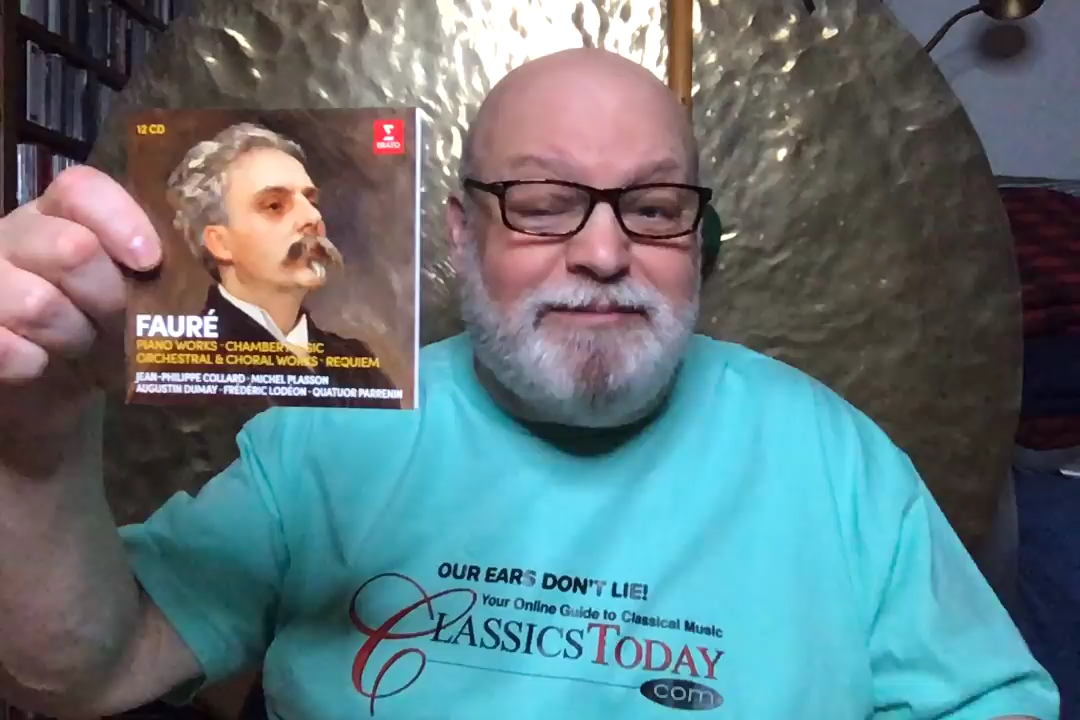 12 CD
ERATO
FAURÉ
PIANO WORKS · CHAMBER MUSIC
ORCHESTRAL & CHORAL WORKS · REQUIEM
JEAN-PHILIPPE COLLARD · MICHEL PLASSON
AUGUSTIN DUMAY · FRÉDÉRIC LODÉON · QUATUOR PARRENIN
OUR EARS DON'T LIE!
Your Online Guide to Classical Music
CLASSICSTODAY
com